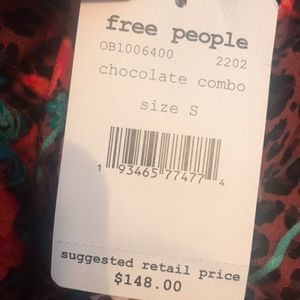 free people
OB1006400 2202
chocolate combo
size S
1 93465 77477 4
suggested retail price
$148.00